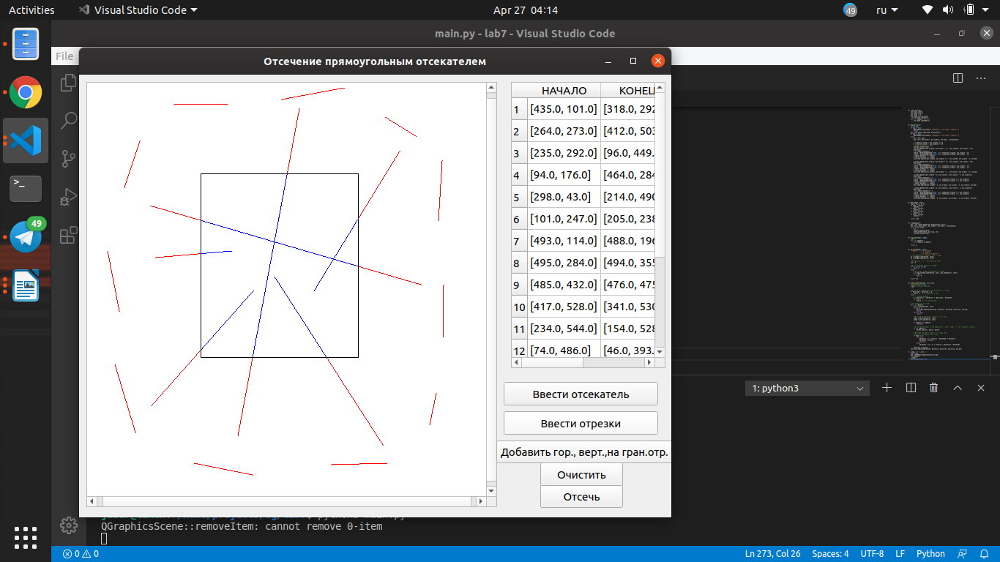 Activities
Visual Studio Code
Apr 27 04:14
49
ru
main.py - lab7 - Visual Studio Code
File
Отсечение прямоугольным отсекателем
НАЧАЛО КОНЕЦ
1 [435.0, 101.0] [318.0, 292
2 [264.0, 273.0] [412.0, 503
3 [235.0, 292.0] [96.0, 449.
4 [94.0, 176.0] [464.0, 284
5 [298.0, 43.0] [214.0, 490
6 [101.0, 247.0] [205.0, 238
7 [493.0, 114.0] [488.0, 196
8 [495.0, 284.0] [494.0, 355
9 [485.0, 432.0] [476.0, 475
10 [417.0, 528.0] [341.0, 530
11 [234.0, 544.0] [154.0, 528
12 [74.0, 486.0] [46.0, 393.
49
Ввести отсекатель
Ввести отрезки
Добавить гор., верт.,на гран.отр.
Очистить
Отсечь
1: python3
QGraphicsScene::removeItem: cannot remove 0-item
0 0
Ln 273, Col 26
Spaces: 4
UTF-8
LF
Python